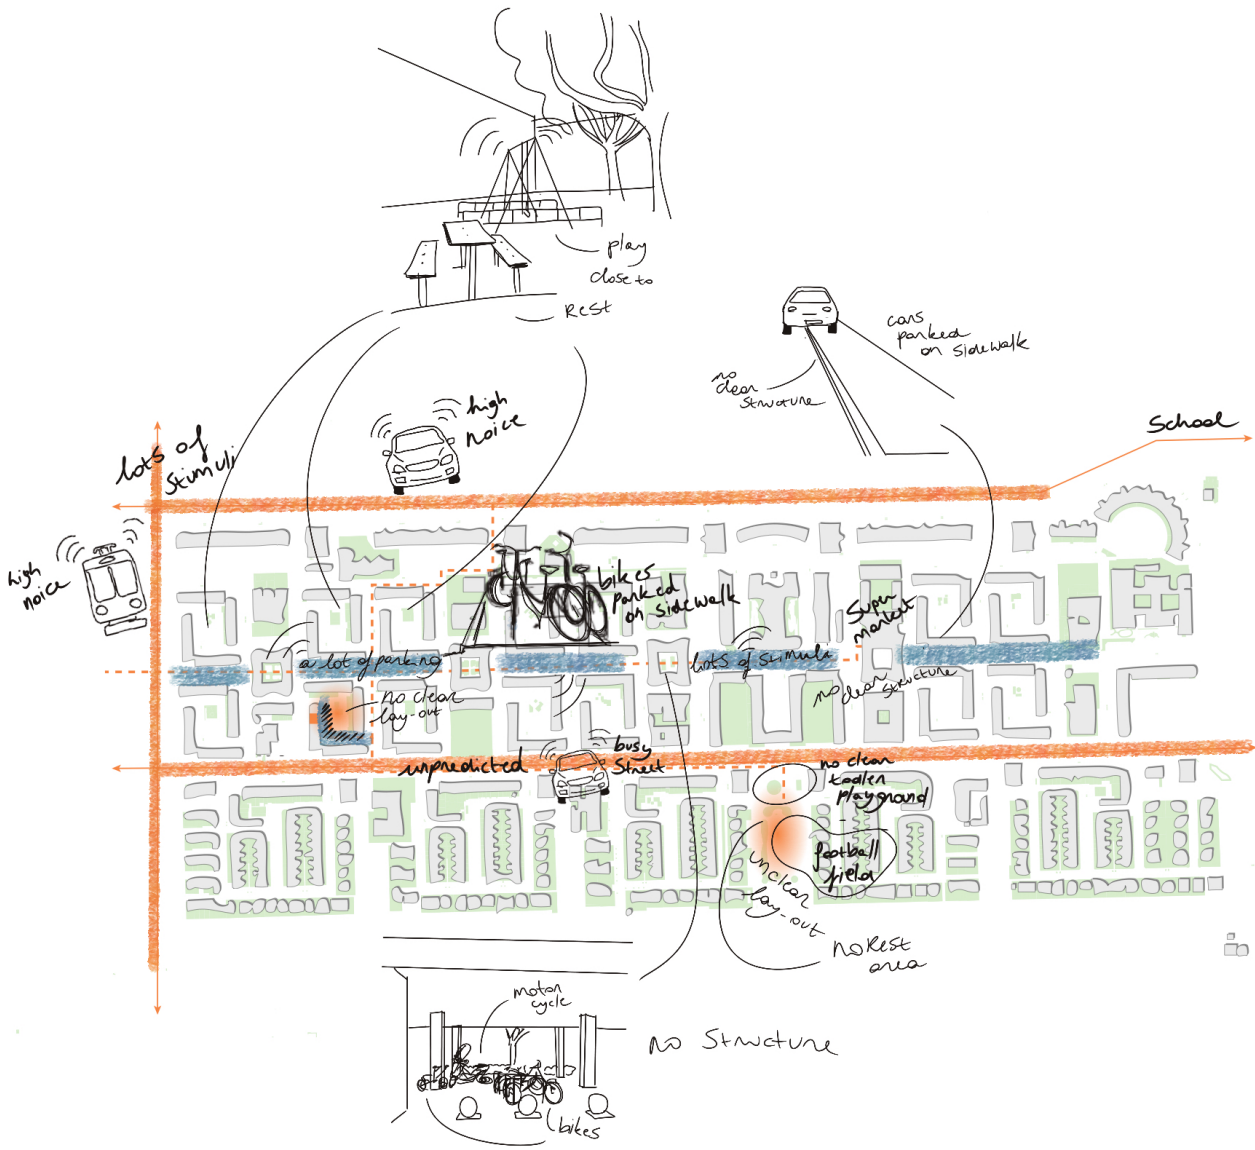 play
close to
Rest
cars
parked
on sidewalk
no
clear
structure
high
noice
School
lots of
stimuli
high
noice
bikes
parked
on sidewalk
Super
market
a lot of parking
lots of stimuli
no clear structure
no clear
lay-out
unpredicted
busy
Street
no clear
toddler
playground
football
field
unclear
lay-out
no Rest
area
motor
cycle
no Structure
bikes